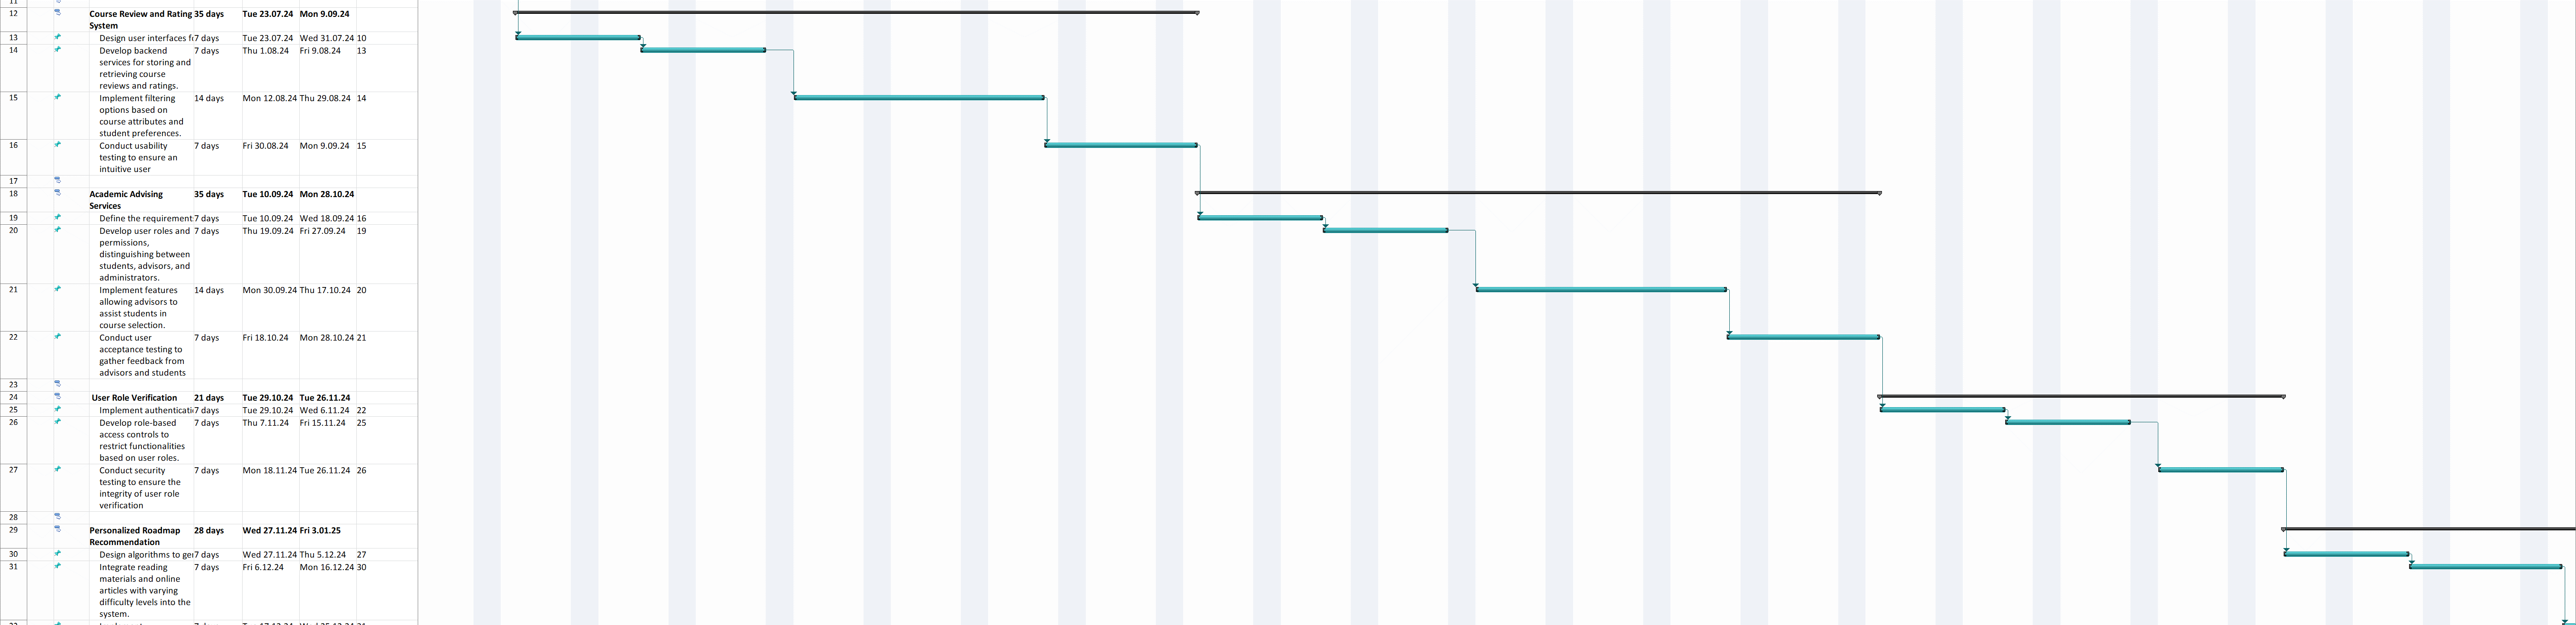 12 Course Review and Rating 35 days Tue 23.07.24 Mon 9.09.24
System
13 Design user interfaces f 7 days Tue 23.07.24 Wed 31.07.24 10
14 Develop backend 7 days Thu 1.08.24 Fri 9.08.24 13
services for storing and
retrieving course
reviews and ratings.
15 Implement filtering 14 days Mon 12.08.24 Thu 29.08.24 14
options based on
course attributes and
student preferences.
16 Conduct usability 7 days Fri 30.08.24 Mon 9.09.24 15
testing to ensure an
intuitive user
17
18 Academic Advising 35 days Tue 10.09.24 Mon 28.10.24
Services
19 Define the requirement 7 days Tue 10.09.24 Wed 18.09.24 16
20 Develop user roles and 7 days Thu 19.09.24 Fri 27.09.24 19
permissions,
distinguishing between
students, advisors, and
administrators.
21 Implement features 14 days Mon 30.09.24 Thu 17.10.24 20
allowing advisors to
assist students in
course selection.
22 Conduct user 7 days Fri 18.10.24 Mon 28.10.24 21
acceptance testing to
gather feedback from
advisors and students
23
24 User Role Verification 21 days Tue 29.10.24 Tue 26.11.24
25 Implement authenticati 7 days Tue 29.10.24 Wed 6.11.24 22
26 Develop role-based 7 days Thu 7.11.24 Fri 15.11.24 25
access controls to
restrict functionalities
based on user roles.
27 Conduct security 7 days Mon 18.11.24 Tue 26.11.24 26
testing to ensure the
integrity of user role
verification
28
29 Personalized Roadmap 28 days Wed 27.11.24 Fri 3.01.25
Recommendation
30 Design algorithms to ge 7 days Wed 27.11.24 Thu 5.12.24 27
31 Integrate reading 7 days Fri 6.12.24 Mon 16.12.24 30
materials and online
articles with varying
difficulty levels into the
system.